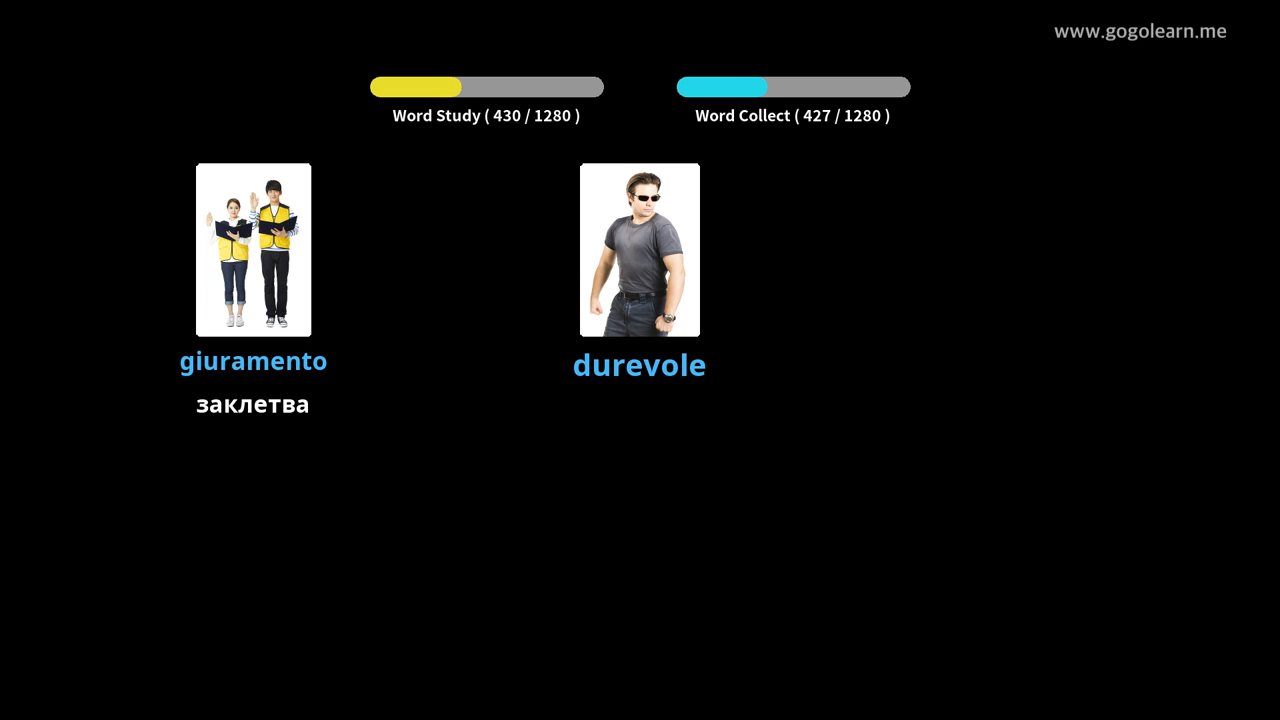 www.gogolearn.me
Word Study ( 430 / 1280 )
Word Collect ( 427 / 1280 )
giuramento
заклетва
durevole